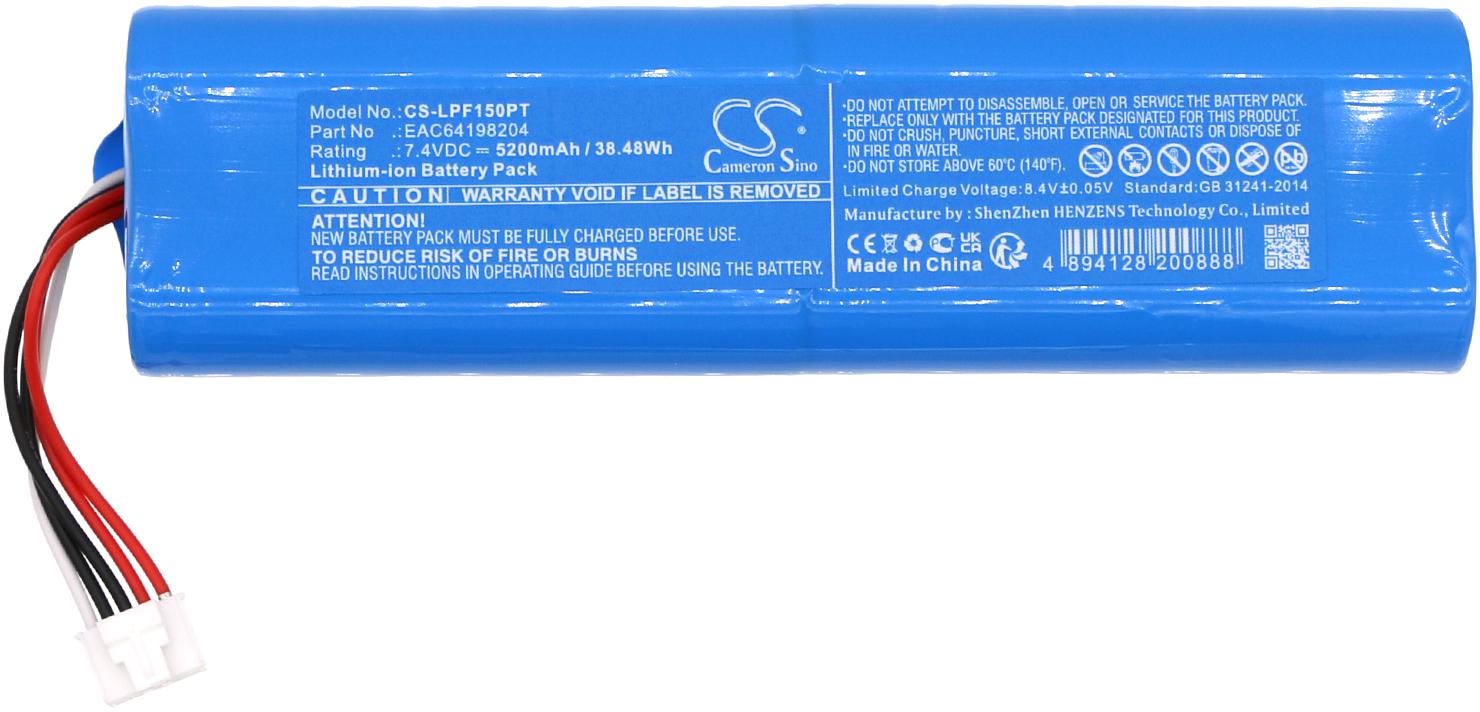 Model No.:CS-LPF150PT
Part No .:EAC64198204
Rating .:7.4VDC ⎓ 5200mAh / 38.48Wh
Lithium-ion Battery Pack
Cameron Sino
CAUTION WARRANTY VOID IF LABEL IS REMOVED
ATTENTION!
NEW BATTERY PACK MUST BE FULLY CHARGED BEFORE USE.
TO REDUCE RISK OF FIRE OR BURNS
READ INSTRUCTIONS IN OPERATING GUIDE BEFORE USING THE BATTERY.
•DO NOT ATTEMPT TO DISASSEMBLE, OPEN OR SERVICE THE BATTERY PACK.
•REPLACE ONLY WITH THE BATTERY PACK DESIGNATED FOR THIS PRODUCT.
•DO NOT CRUSH, PUNCTURE, SHORT EXTERNAL CONTACTS OR DISPOSE OF
IN FIRE OR WATER.
•DO NOT STORE ABOVE 60°C (140°F).
Pb
Limited Charge Voltage:8.4V±0.05V Standard:GB 31241-2014
Manufacture by : ShenZhen HENZENS Technology Co., Limited
CE UK CA
Made In China
4 894128 200888